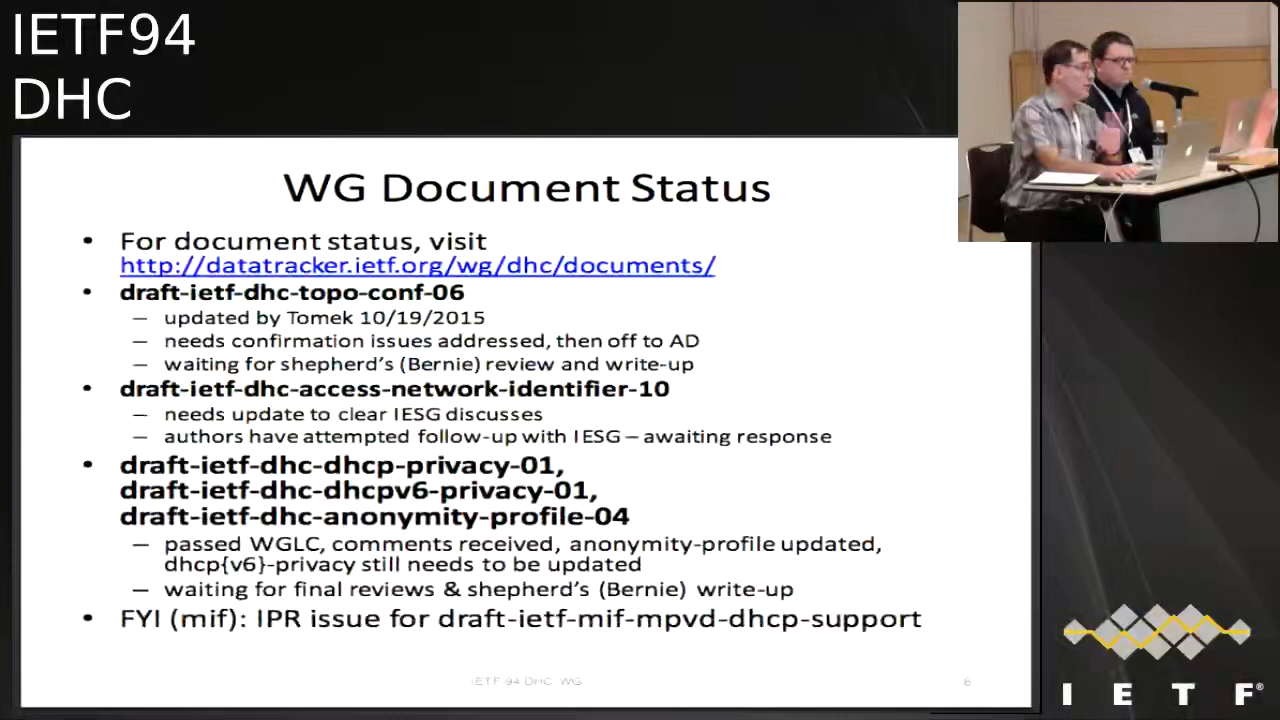 IETF94
DHC
WG Document Status
• For document status, visit
http://datatracker.ietf.org/wg/dhc/documents/
• draft-ietf-dhc-topo-conf-06
– updated by Tomek 10/19/2015
– needs confirmation issues addressed, then off to AD
– waiting for shepherd's (Bernie) review and write-up
• draft-ietf-dhc-access-network-identifier-10
– needs update to clear IESG discusses
– authors have attempted follow-up with IESG – awaiting response
• draft-ietf-dhc-dhcp-privacy-01,
draft-ietf-dhc-dhcpv6-privacy-01,
draft-ietf-dhc-anonymity-profile-04
– passed WGLC, comments received, anonymity-profile updated,
dhcp{v6}-privacy still needs to be updated
– waiting for final reviews & shepherd's (Bernie) write-up
• FYI (mif): IPR issue for draft-ietf-mif-mpvd-dhcp-support
IETF 94 DHC WG
6
I E T F®